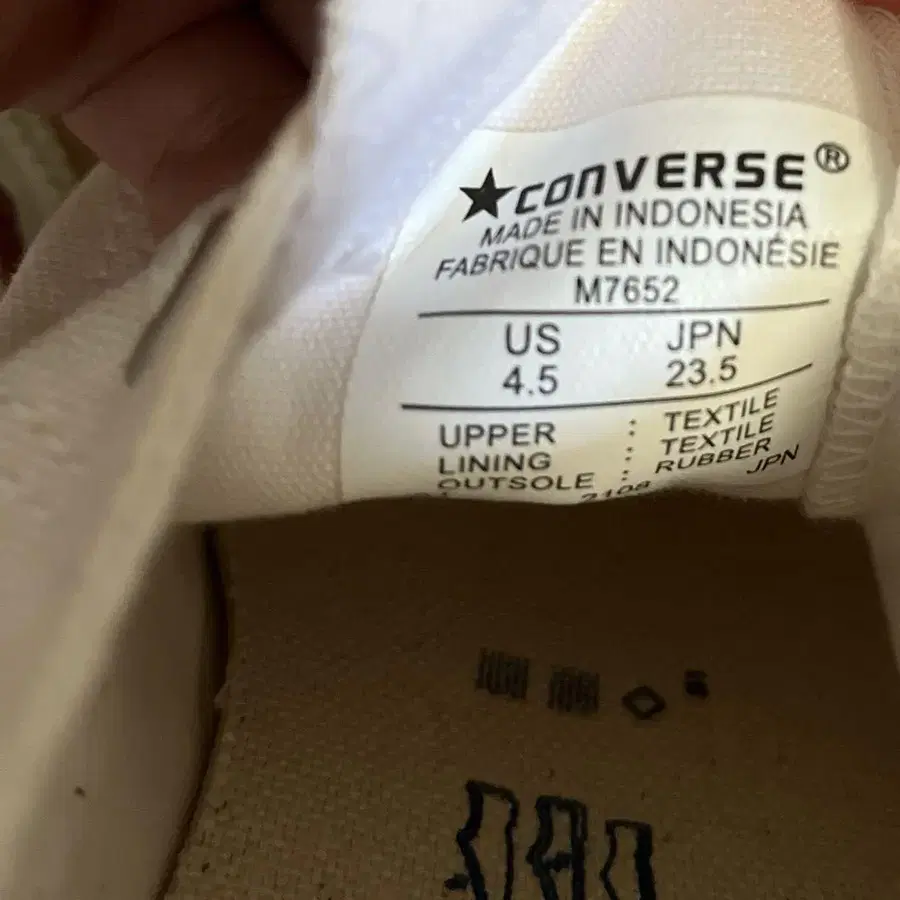 ★CONVERSE®
MADE IN INDONESIA
FABRIQUE EN INDONÉSIE
M7652
US JPN
4.5 23.5
UPPER : TEXTILE
LINING : TEXTILE
OUTSOLE : RUBBER
JPN